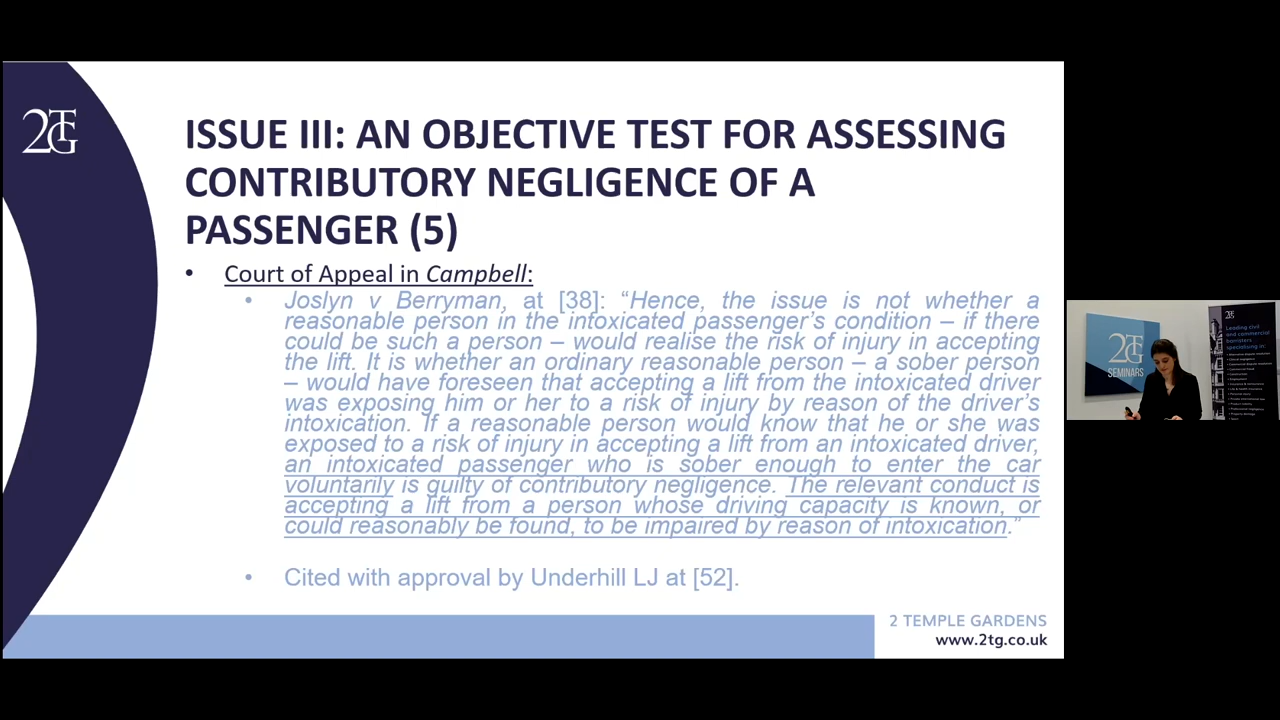 2TG
ISSUE III: AN OBJECTIVE TEST FOR ASSESSING
CONTRIBUTORY NEGLIGENCE OF A
PASSENGER (5)
• Court of Appeal in Campbell:
• Joslyn v Berryman, at [38]: “Hence, the issue is not whether a
reasonable person in the intoxicated passenger’s condition – if there
could be such a person – would realise the risk of injury in accepting
the lift. It is whether an ordinary reasonable person – a sober person
– would have foreseen that accepting a lift from the intoxicated driver
was exposing him or her to a risk of injury by reason of the driver’s
intoxication. If a reasonable person would know that he or she was
exposed to a risk of injury in accepting a lift from an intoxicated driver,
an intoxicated passenger who is sober enough to enter the car
voluntarily is guilty of contributory negligence. The relevant conduct is
accepting a lift from a person whose driving capacity is known, or
could reasonably be found, to be impaired by reason of intoxication.”
• Cited with approval by Underhill LJ at [52].
2 TEMPLE GARDENS
www.2tg.co.uk
2TG
SEMINARS
2TG
Leading civil
and commercial
barristers
specialising in: